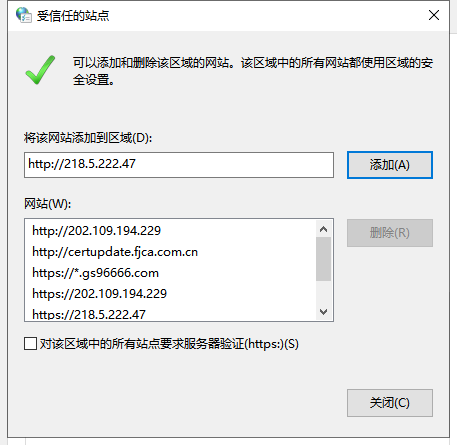 受信任的站点
可以添加和删除该区域的网站。该区域中的所有网站都使用区域的安
全设置。
将该网站添加到区域(D):
http://218.5.222.47
添加(A)
网站(W):
http://202.109.194.229
http://certupdate.fjca.com.cn
https://*.gs96666.com
https://202.109.194.229
https://218.5.222.47
删除(R)
对该区域中的所有站点要求服务器验证(https:)(S)
关闭(C)